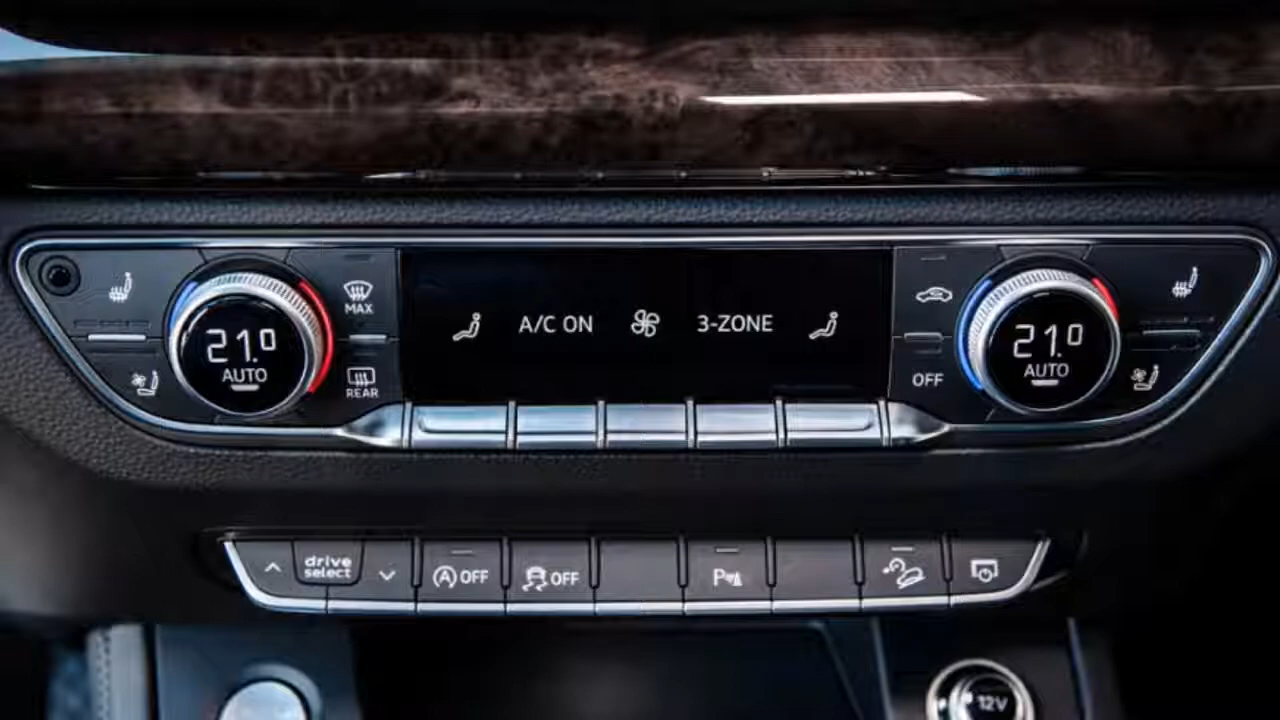 MAX
21.0
AUTO
REAR
A/C ON
3-ZONE
OFF
21.0
AUTO
drive
select
A OFF
OFF
P
12V